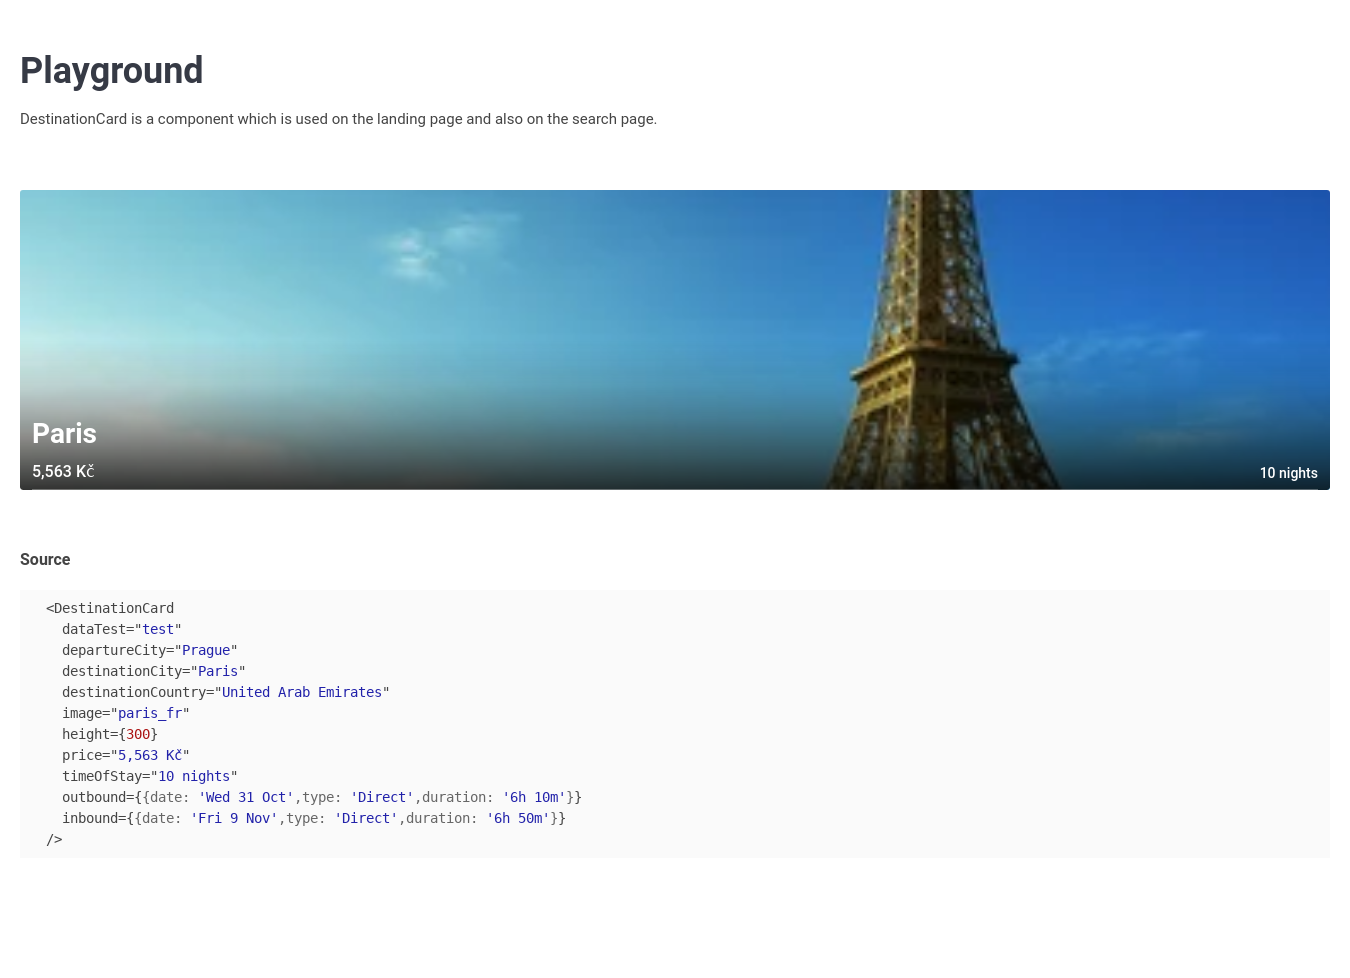 Playground
DestinationCard is a component which is used on the landing page and also on the search page.
Paris
5,563 Kč
10 nights
Source
<DestinationCard
  dataTest="test"
  departureCity="Prague"
  destinationCity="Paris"
  destinationCountry="United Arab Emirates"
  image="paris_fr"
  height={300}
  price="5,563 Kč"
  timeOfStay="10 nights"
  outbound={{date: 'Wed 31 Oct',type: 'Direct',duration: '6h 10m'}}
  inbound={{date: 'Fri 9 Nov',type: 'Direct',duration: '6h 50m'}}
/>